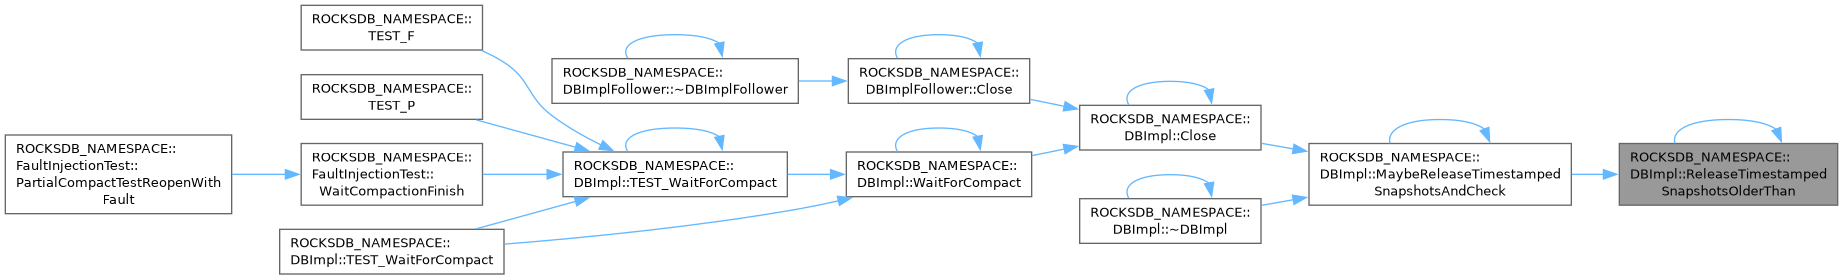 ROCKSDB_NAMESPACE::
TEST_F
ROCKSDB_NAMESPACE::
TEST_P
ROCKSDB_NAMESPACE::
FaultInjectionTest::
PartialCompactTestReopenWith
Fault
ROCKSDB_NAMESPACE::
FaultInjectionTest::
WaitCompactionFinish
ROCKSDB_NAMESPACE::
DBImpl::TEST_WaitForCompact
ROCKSDB_NAMESPACE::
DBImplFollower::~DBImplFollower
ROCKSDB_NAMESPACE::
DBImpl::TEST_WaitForCompact
ROCKSDB_NAMESPACE::
DBImplFollower::Close
ROCKSDB_NAMESPACE::
DBImpl::WaitForCompact
ROCKSDB_NAMESPACE::
DBImpl::Close
ROCKSDB_NAMESPACE::
DBImpl::~DBImpl
ROCKSDB_NAMESPACE::
DBImpl::MaybeReleaseTimestamped
SnapshotsAndCheck
ROCKSDB_NAMESPACE::
DBImpl::ReleaseTimestamped
SnapshotsOlderThan